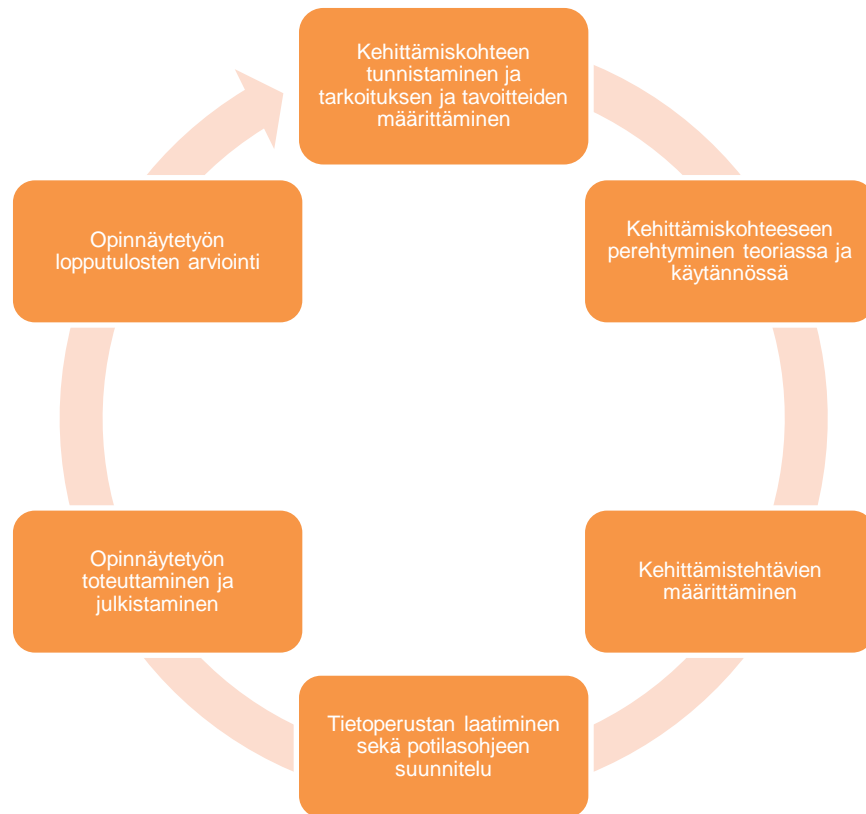 Kehittämiskohteen
tunnistaminen ja
tarkoituksen ja tavoitteiden
määrittäminen
Kehittämiskohteeseen
perehtyminen teoriassa ja
käytännössä
Kehittämistehtävien
määrittäminen
Tietoperustan laatiminen
sekä potilasohjeen
suunnitelu
Opinnäytetyön
toteuttaminen ja
julkistaminen
Opinnäytetyön
lopputulosten arviointi